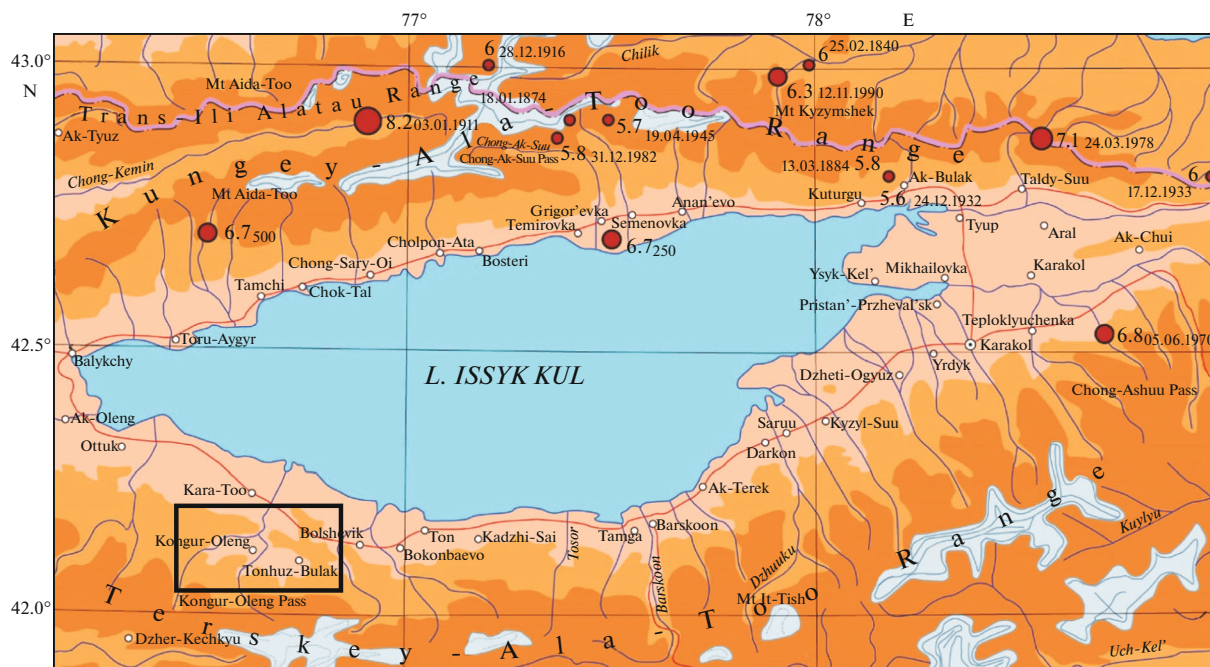 77°
78°
E
43.0°
N
42.5°
42.0°
6 28.12.1916
Chilik
6 25.02.1840
Mt Aida-Too
6.3 12.11.1990
Mt Kyzymshek
Trans-Ili Alatau Range
18.01.1874
8.2 03.01.1911
Ak-Tyuz
5.7 19.04.1945
Chong-Ak-Suu
Chong-Ak-Suu Pass
5.8 31.12.1982
7.1 24.03.1978
13.03.1884 5.8
Chong-Kemin
Kungey-Ala-Too Range
Mt Aida-Too
Kuturgu
Ak-Bulak
Taldy-Suu
6
17.12.1933
5.6 24.12.1932
Anan'evo
Grigor'evka
Semenovka
Temirovka
Tyup
Aral
6.7 500
6.7 250
Cholpon-Ata
Bosteri
Ak-Chui
Chong-Sary-Oi
Ysyk-Kel'
Mikhailovka
Karakol
Tamchi
Chok-Tal
Pristan'-Przheval'sk
Teploklyuchenka
Toru-Aygyr
Karakol
6.8 05.06.1970
Balykchy
Yrdyk
L. ISSYK KUL
Dzheti-Ogyuz
Chong-Ashuu Pass
Ak-Oleng
Saruu
Kyzyl-Suu
Ottuk
Darkon
Kara-Too
Ak-Terek
Bolshevik
Ton
Barskoon
Kongur-Oleng
Kadzhi-Sai
Tosor
Tamga
Bokonbaevo
Tonhuz-Bulak
Dzhuuku
Kuylyu
Barskoon
Kongur-Oleng Pass
Mt It-Tish
Terskey-Ala-Too Range
Dzher-Kechkyu
Uch-Kel'